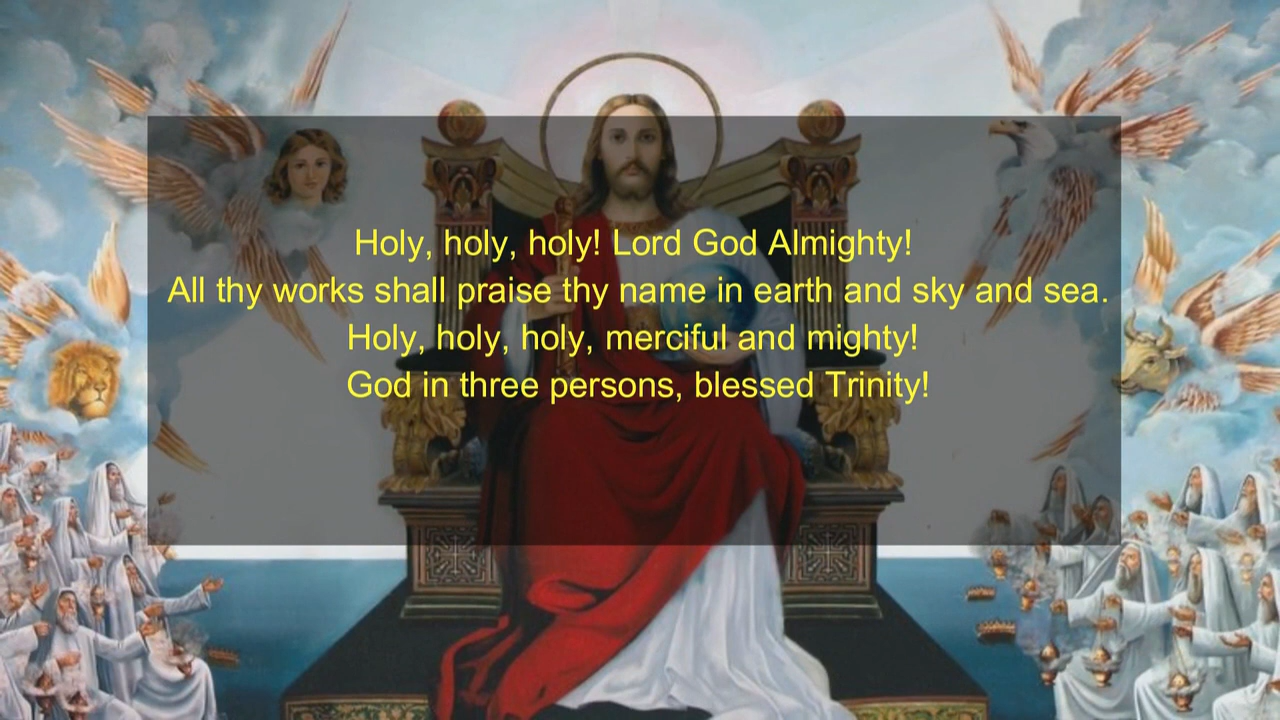 Holy, holy, holy! Lord God Almighty!
All thy works shall praise thy name in earth and sky and sea.
Holy, holy, holy, merciful and mighty!
God in three persons, blessed Trinity!